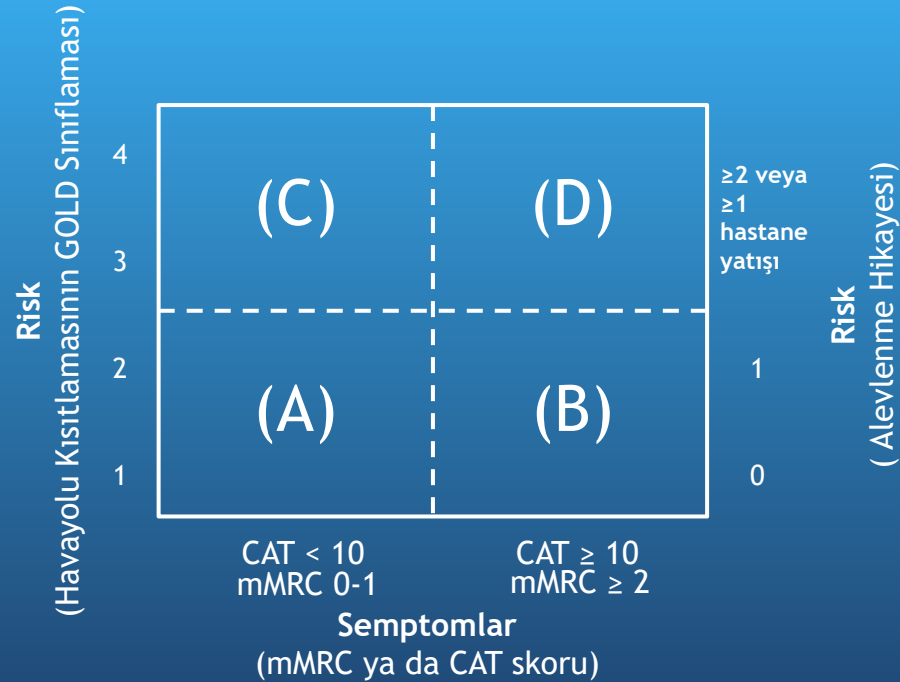 Risk
(Havayolu Kısıtlamasının GOLD Sınıflaması)
4
3
2
1
(C)
(D)
(A)
(B)
≥2 veya
≥1
hastane
yatışı
1
0
Risk
( Alevlenme Hikayesi)
CAT < 10
mMRC 0-1
CAT ≥ 10
mMRC ≥ 2
Semptomlar
(mMRC ya da CAT skoru)